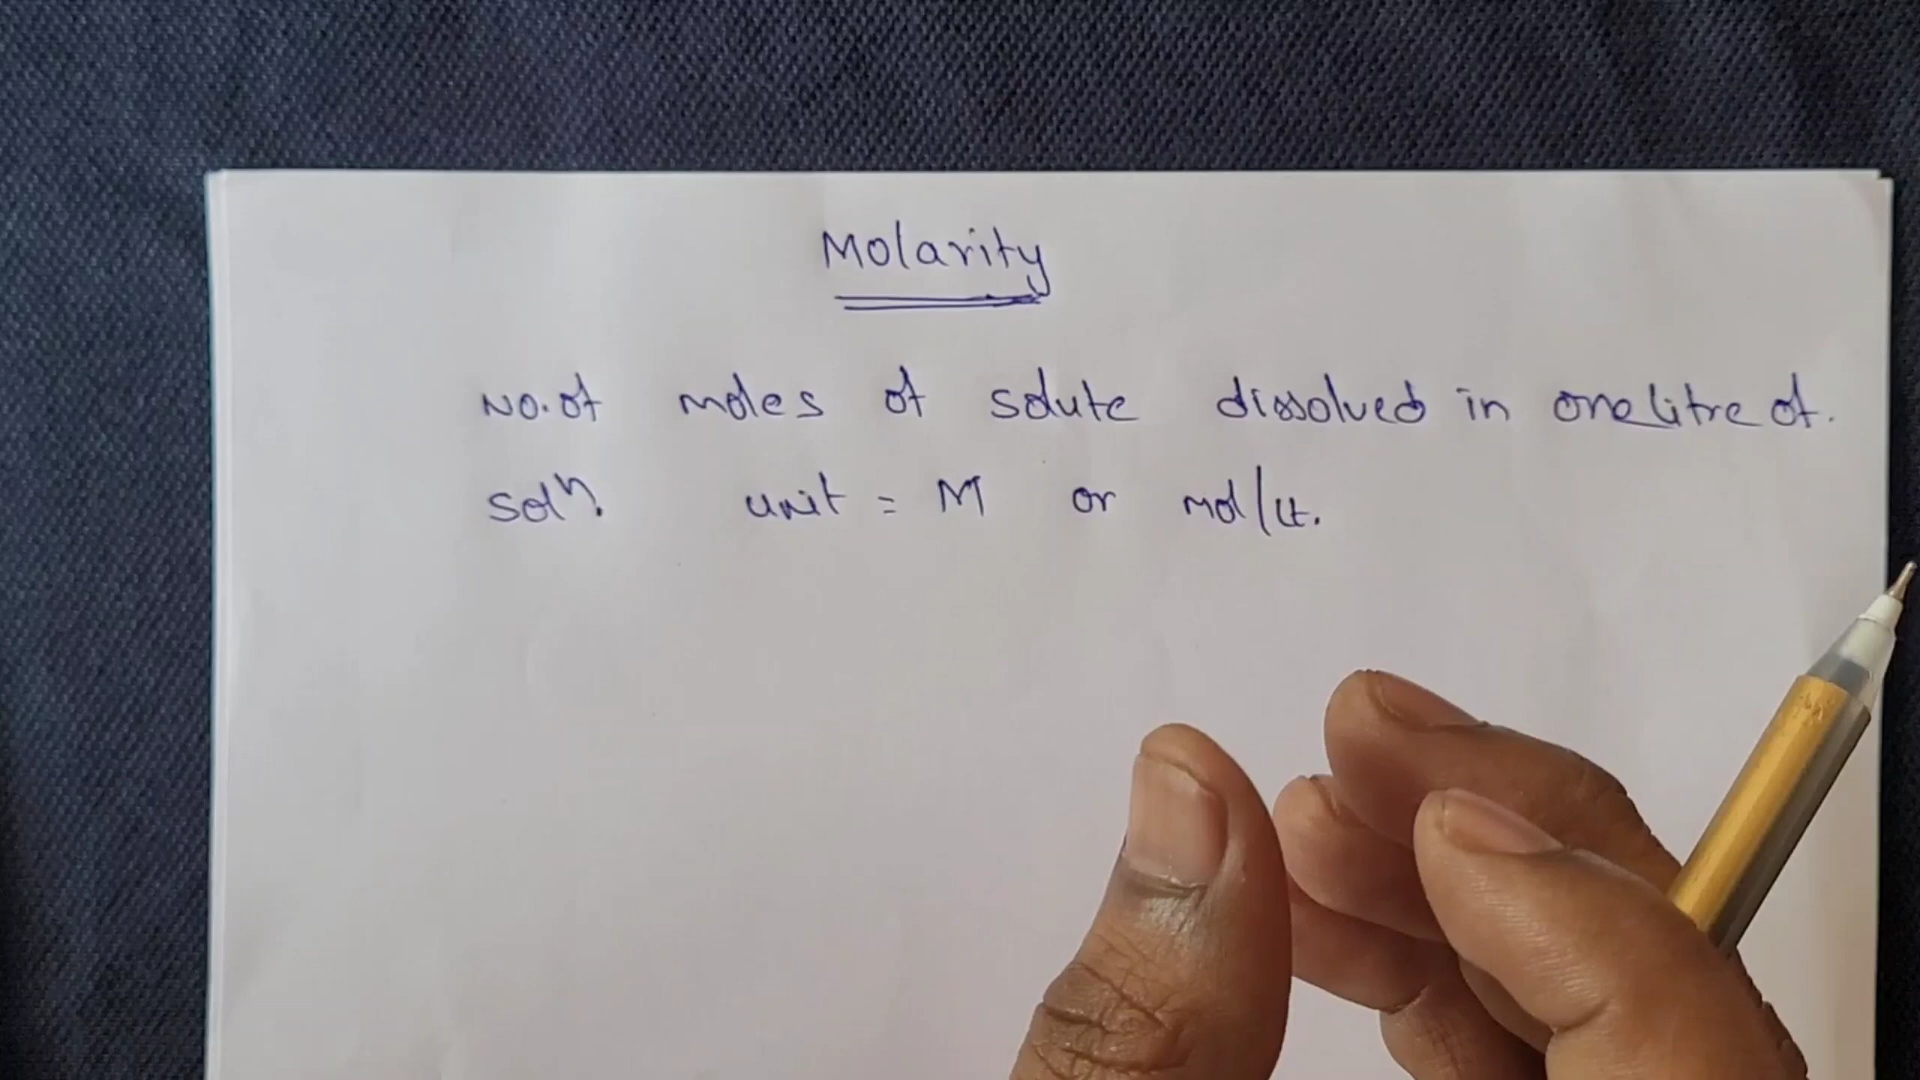 Molarity
No. of moles of solute dissolved in one litre of.
Solⁿ. unit = M or mol/lt.